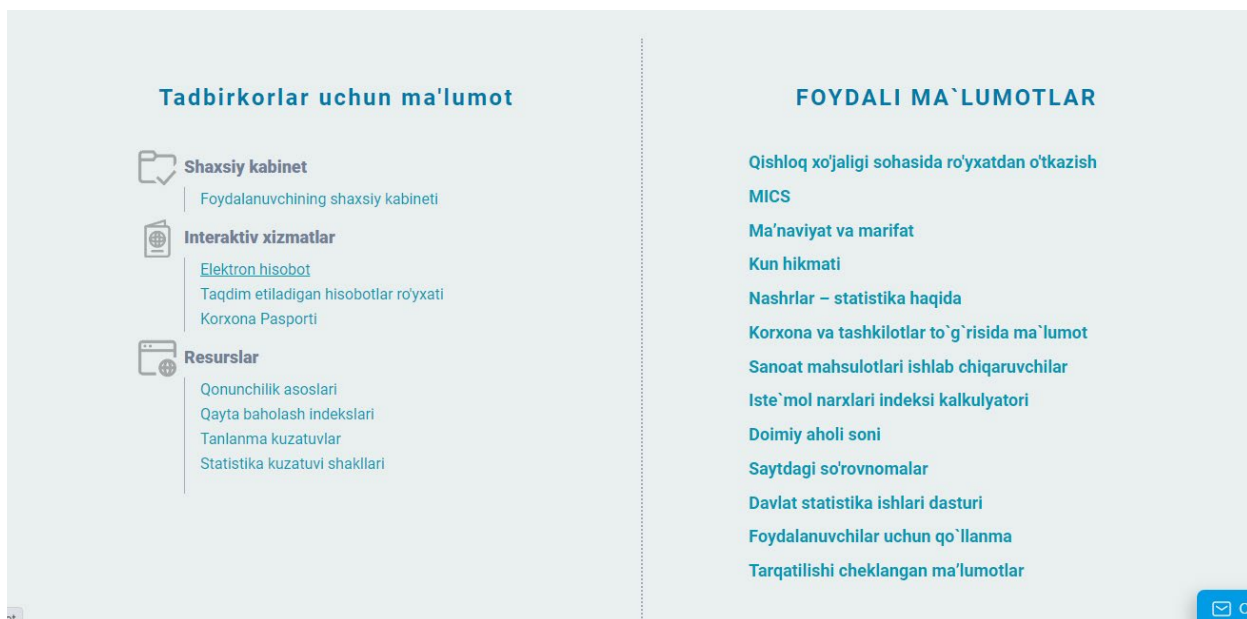 Tadbirkorlar uchun ma'lumot
Shaxsiy kabinet
Foydalanuvchining shaxsiy kabineti
Interaktiv xizmatlar
Elektron hisobot
Taqdim etiladigan hisobotlar ro'yxati
Korxona Pasporti
Resurslar
Qonunchilik asoslari
Qayta baholash indekslari
Tanlanma kuzatuvlar
Statistika kuzatuvi shakllari
FOYDALI MA`LUMOTLAR
Qishloq xo'jaligi sohasida ro'yxatdan o'tkazish
MICS
Ma’naviyat va marifat
Kun hikmati
Nashrlar – statistika haqida
Korxona va tashkilotlar to`g`risida ma`lumot
Sanoat mahsulotlari ishlab chiqaruvchilar
Iste`mol narxlari indeksi kalkulyatori
Doimiy aholi soni
Saytdagi so'rovnomalar
Davlat statistika ishlari dasturi
Foydalanuvchilar uchun qo`llanma
Tarqatilishi cheklangan ma’lumotlar